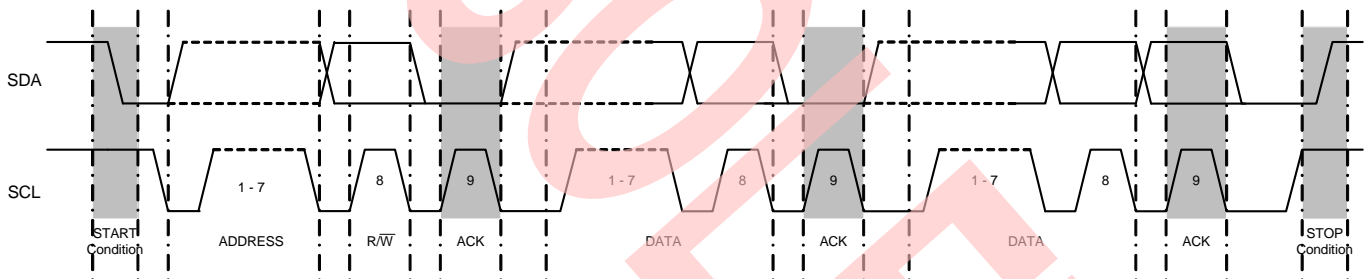 SDA
SCL
1 - 7
8
9
1 - 7
8
9
1 - 7
8
9
START
Condition
ADDRESS
R/W̅
ACK
DATA
ACK
DATA
ACK
STOP
Condition